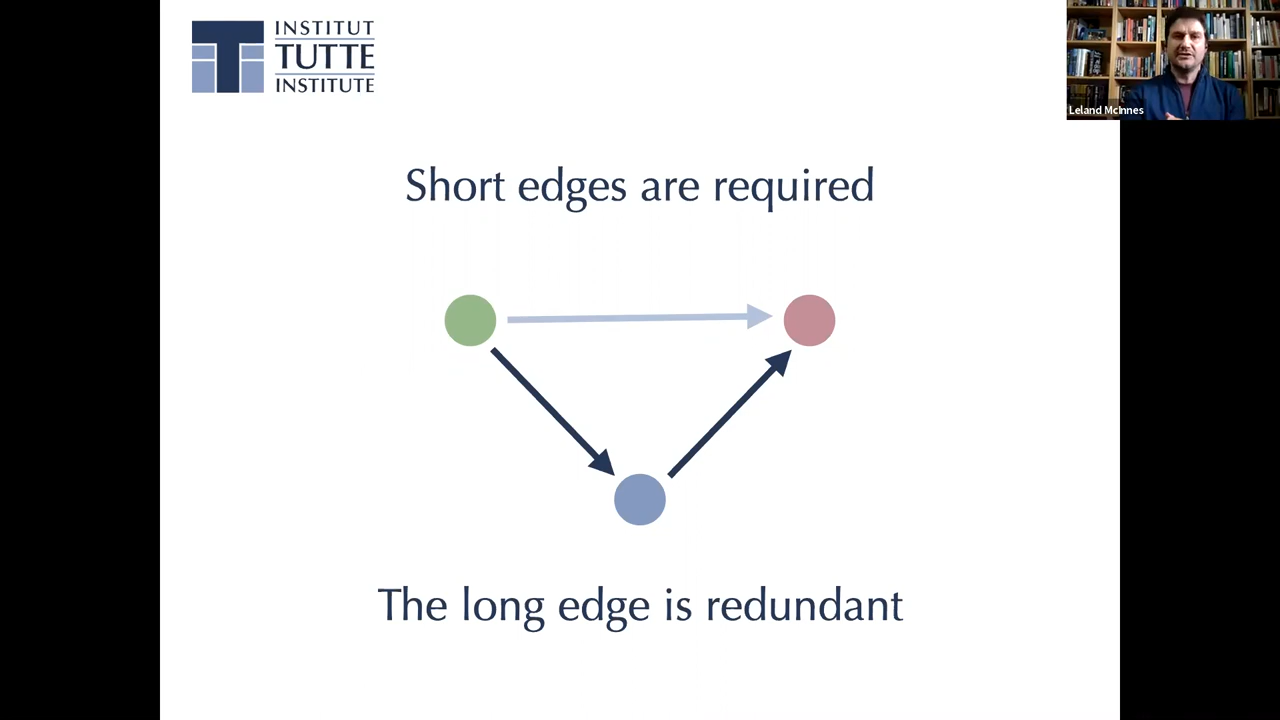 INSTITUT
TUTTE
INSTITUTE
Leland McInnes
Short edges are required
The long edge is redundant